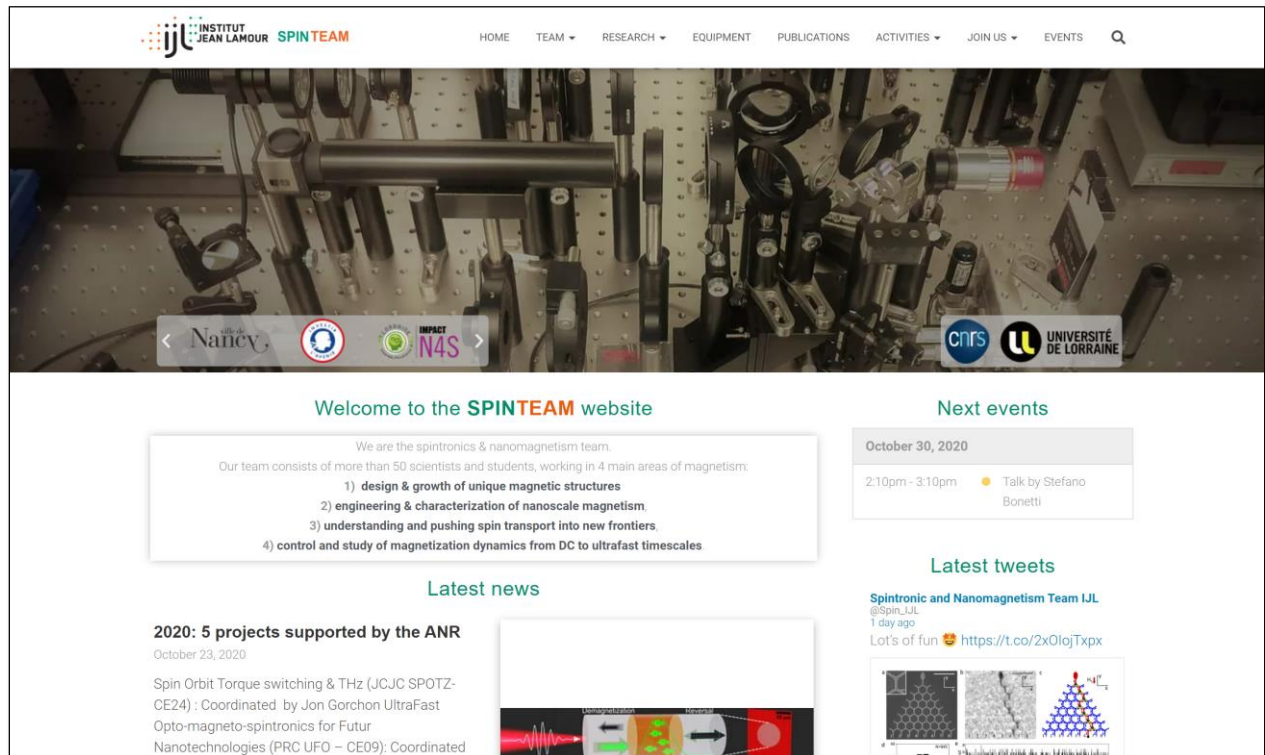 INSTITUT
JEAN LAMOUR SPINTEAM
HOME TEAM RESEARCH EQUIPMENT PUBLICATIONS ACTIVITIES JOIN US EVENTS
ville de
Nancy
IMPACT
N4S
cnrs
UNIVERSITÉ
DE LORRAINE
Welcome to the SPINTEAM website
We are the spintronics & nanomagnetism team.
Our team consists of more than 50 scientists and students, working in 4 main areas of magnetism:
1) design & growth of unique magnetic structures
2) engineering & characterization of nanoscale magnetism,
3) understanding and pushing spin transport into new frontiers,
4) control and study of magnetization dynamics from DC to ultrafast timescales
Latest news
2020: 5 projects supported by the ANR
October 23, 2020
Spin Orbit Torque switching & THz (JCJC SPOTZ-
CE24) : Coordinated by Jon Gorchon UltraFast
Opto-magneto-spintronics for Futur
Nanotechnologies (PRC UFO – CE09): Coordinated
Demagnetization Reversal
Next events
October 30, 2020
2:10pm - 3:10pm Talk by Stefano
Bonetti
Latest tweets
Spintronic and Nanomagnetism Team IJL
@Spin_IJL
1 day ago
Lot's of fun 🤩 https://t.co/2xOlojTxpx